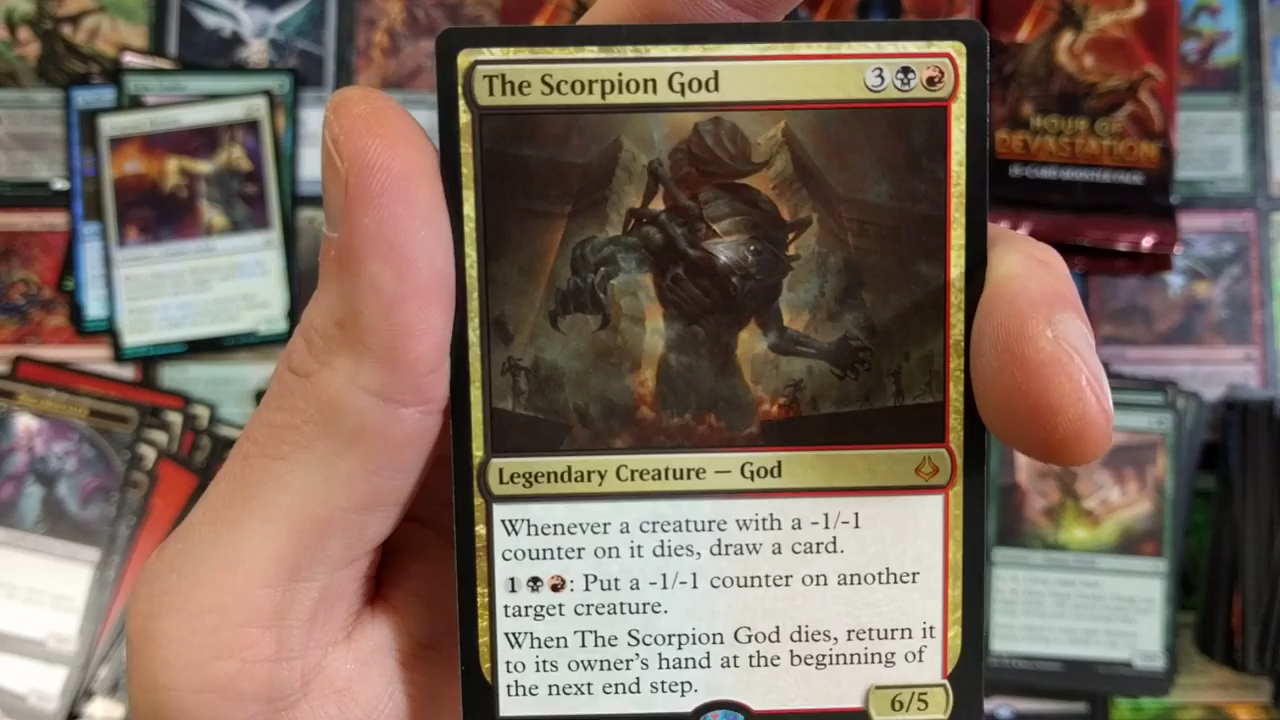 The Scorpion God
3
HOUR OF
DEVASTATION
Legendary Creature — God
Whenever a creature with a -1/-1
counter on it dies, draw a card.
1 : Put a -1/-1 counter on another
target creature.
When The Scorpion God dies, return it
to its owner's hand at the beginning of
the next end step.
6/5